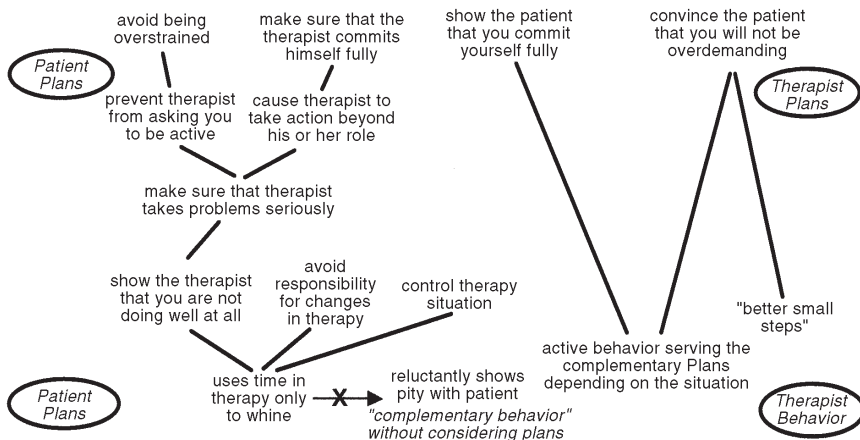 avoid being
overstrained
make sure that the
therapist commits
himself fully
show the patient
that you commit
yourself fully
convince the patient
that you will not be
overdemanding
Patient
Plans
Therapist
Plans
prevent therapist
from asking you
to be active
cause therapist to
take action beyond
his or her role
make sure that therapist
takes problems seriously
show the therapist
that you are not
doing well at all
avoid
responsibility
for changes
in therapy
control therapy
situation
"better small
steps"
active behavior serving the
complementary Plans
depending on the situation
Patient
Plans
uses time in
therapy only
to whine
X
reluctantly shows
pity with patient
"complementary behavior"
without considering plans
Therapist
Behavior